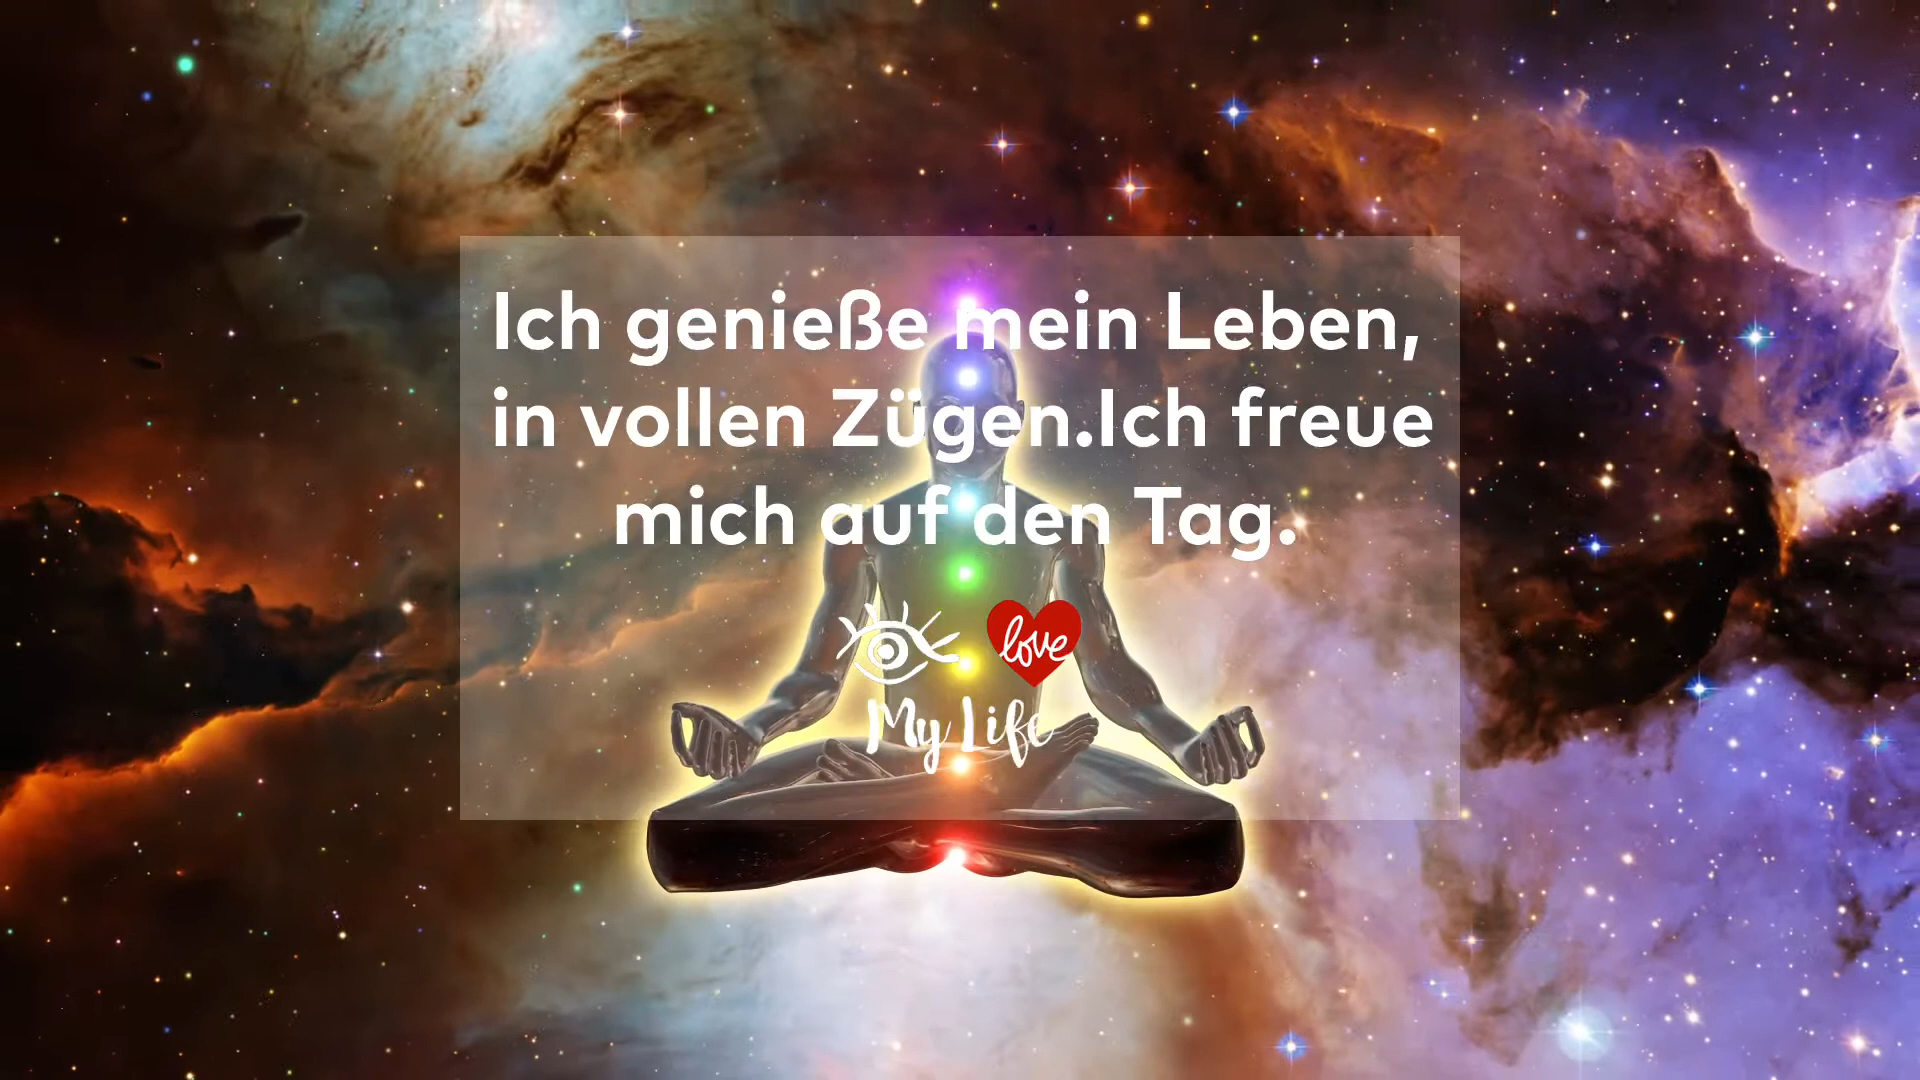 Ich genieße mein Leben,
in vollen Zügen.Ich freue
mich auf den Tag.
love
My Life